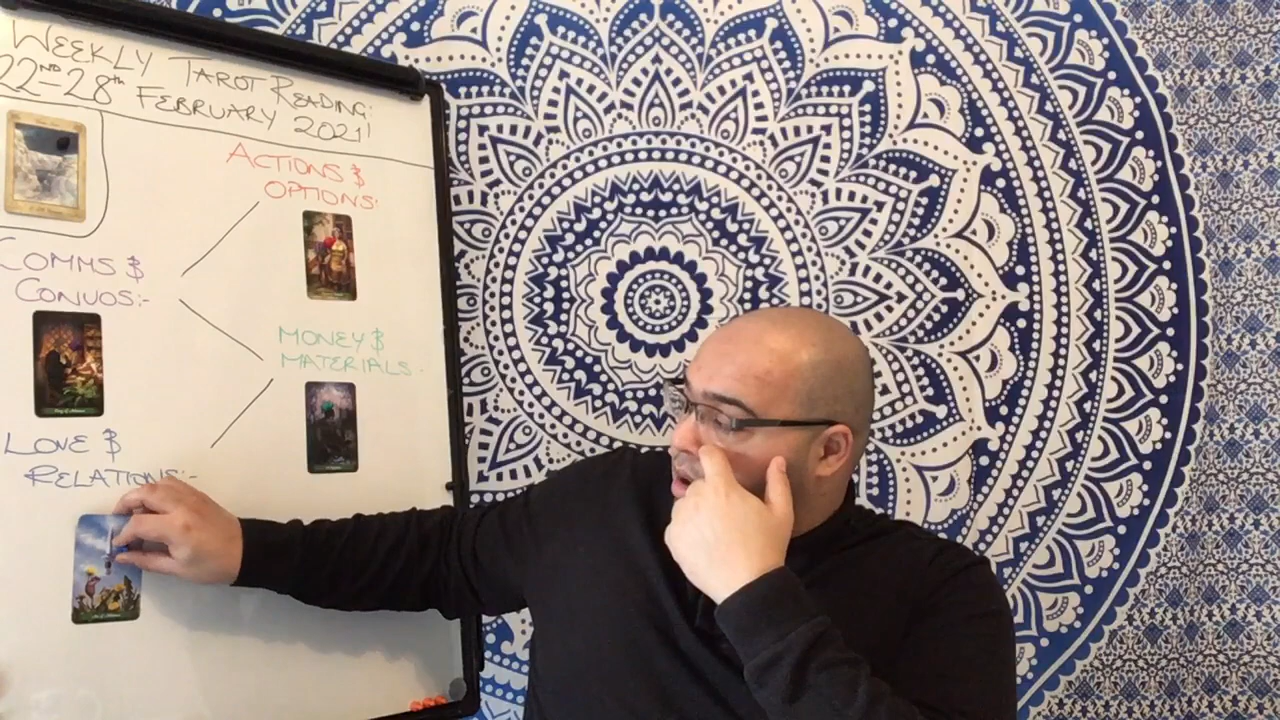 WEEKLY TAROT READING:
22ND-28th FEBRUARY 2021!
ACTIONS &
OPTIONS:
COMMS &
CONVOS:-
MONEY &
MATERIALS.
LOVE &
RELATIONS:-